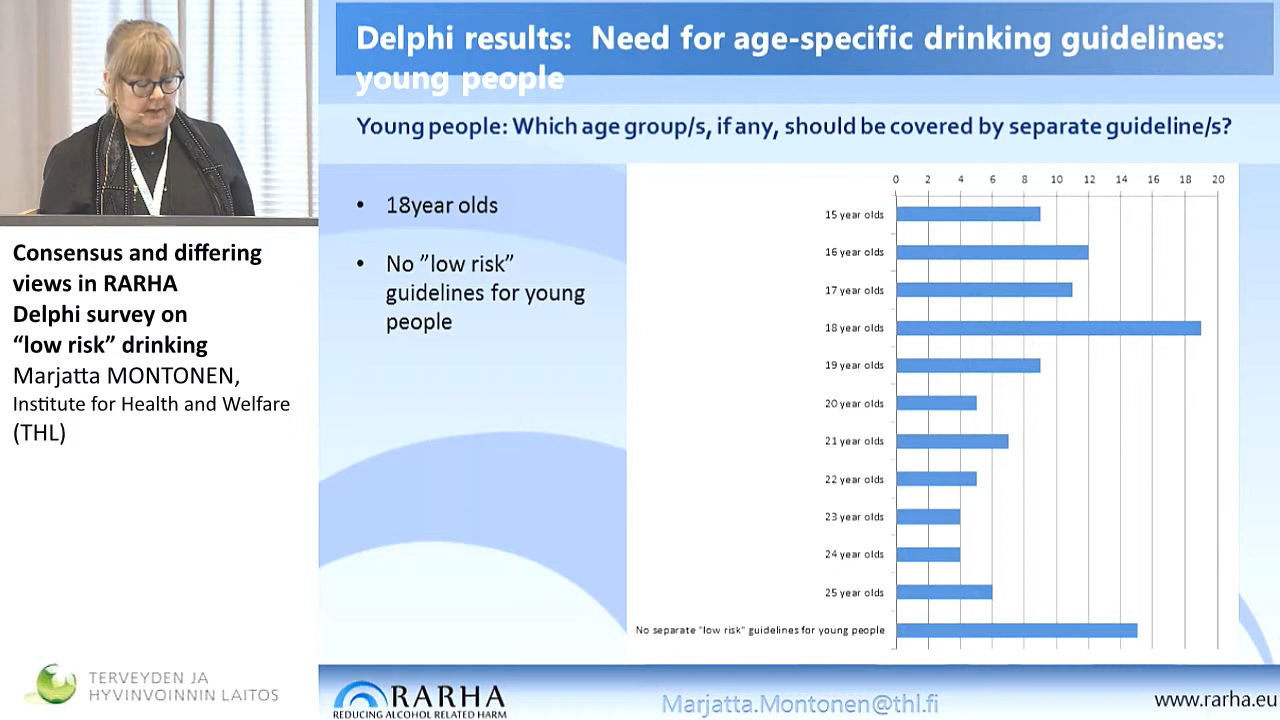 Delphi results: Need for age-specific drinking guidelines:
young people
Young people: Which age group/s, if any, should be covered by separate guideline/s?
• 18year olds
• No ”low risk”
guidelines for young
people
0 2 4 6 8 10 12 14 16 18 20
15 year olds
16 year olds
17 year olds
18 year olds
19 year olds
20 year olds
21 year olds
22 year olds
23 year olds
24 year olds
25 year olds
No separate "low risk" guidelines for young people
Consensus and differing
views in RARHA
Delphi survey on
“low risk” drinking
Marjatta MONTONEN,
Institute for Health and Welfare
(THL)
TERVEYDEN JA
HYVINVOINNIN LAITOS
RARHA
REDUCING ALCOHOL RELATED HARM
Marjatta.Montonen@thl.fi
www.rarha.eu